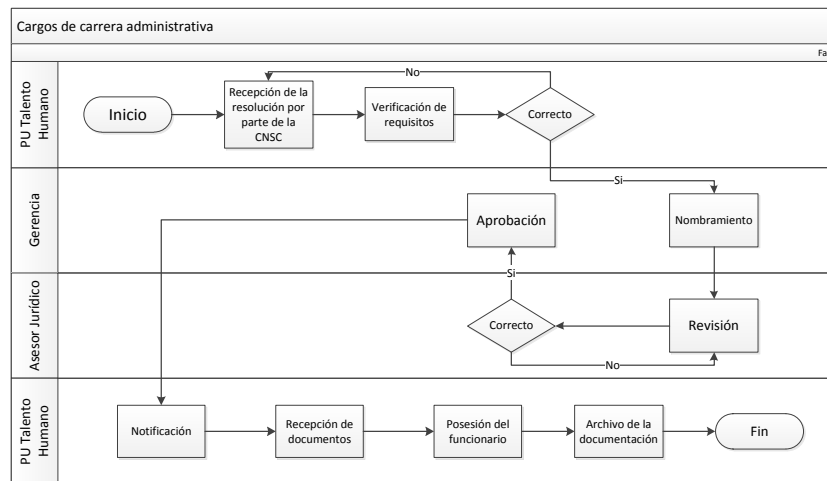 Cargos de carrera administrativa
Fa
PU Talento
Humano
Inicio
Recepción de la
resolución por
parte de la
CNSC
Verificación de
requisitos
Correcto
No
Si
Gerencia
Aprobación
Nombramiento
Si
Asesor Jurídico
Correcto
Revisión
No
PU Talento
Humano
Notificación
Recepción de
documentos
Posesión del
funcionario
Archivo de la
documentación
Fin